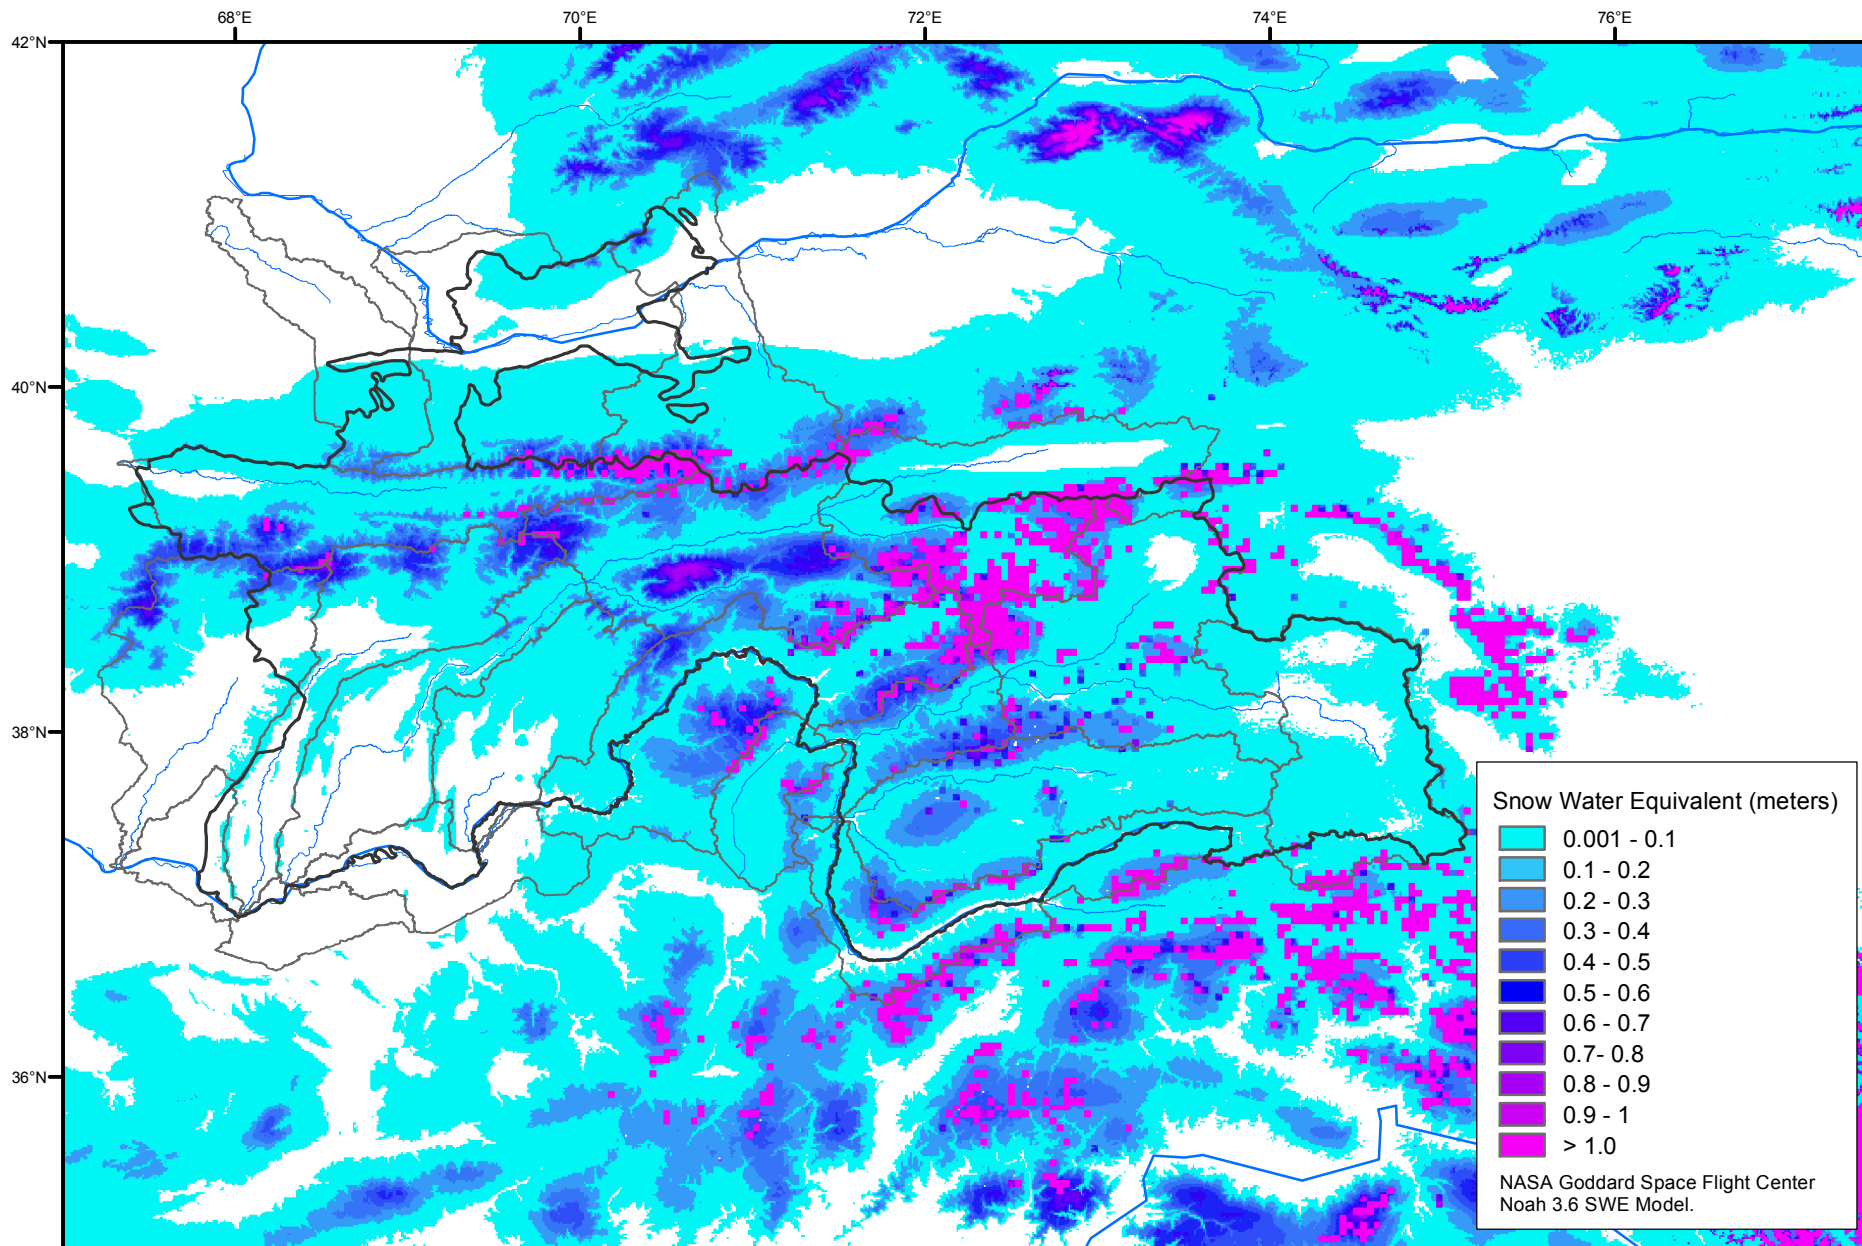 68°E 70°E 72°E 74°E 76°E
42°N
40°N
38°N
36°N
Snow Water Equivalent (meters)
0.001 - 0.1
0.1 - 0.2
0.2 - 0.3
0.3 - 0.4
0.4 - 0.5
0.5 - 0.6
0.6 - 0.7
0.7- 0.8
0.8 - 0.9
0.9 - 1
> 1.0
NASA Goddard Space Flight Center
Noah 3.6 SWE Model.